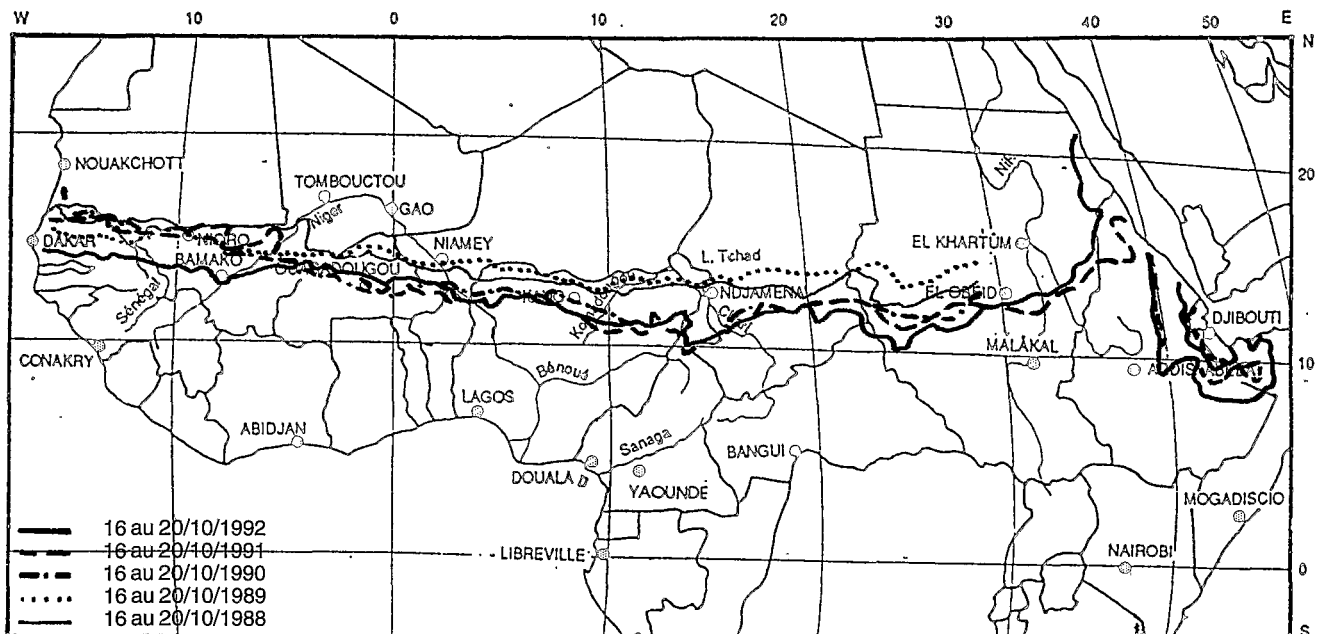 W 10 0 10 20 30 40 50 E
N
NOUAKCHOTT
20
TOMBOUCTOU
GAO
Niger
DAKAR
NIORO
NIAMEY
EL KHARTUM
L. Tchad
BAMAKO
OUAGADOUGOU
Sénégal
KANO
NDJAMENA
EL OBEID
DJIBOUTI
CONAKRY
MALAKAL
10
ADDIS ABEBA
Bénoué
LAGOS
ABIDJAN
Sanaga
BANGUI
DOUALA
YAOUNDE
MOGADISCIO
16 au 20/10/1992
16 au 20/10/1991
LIBREVILLE
NAIROBI
0
16 au 20/10/1990
16 au 20/10/1989
16 au 20/10/1988
S